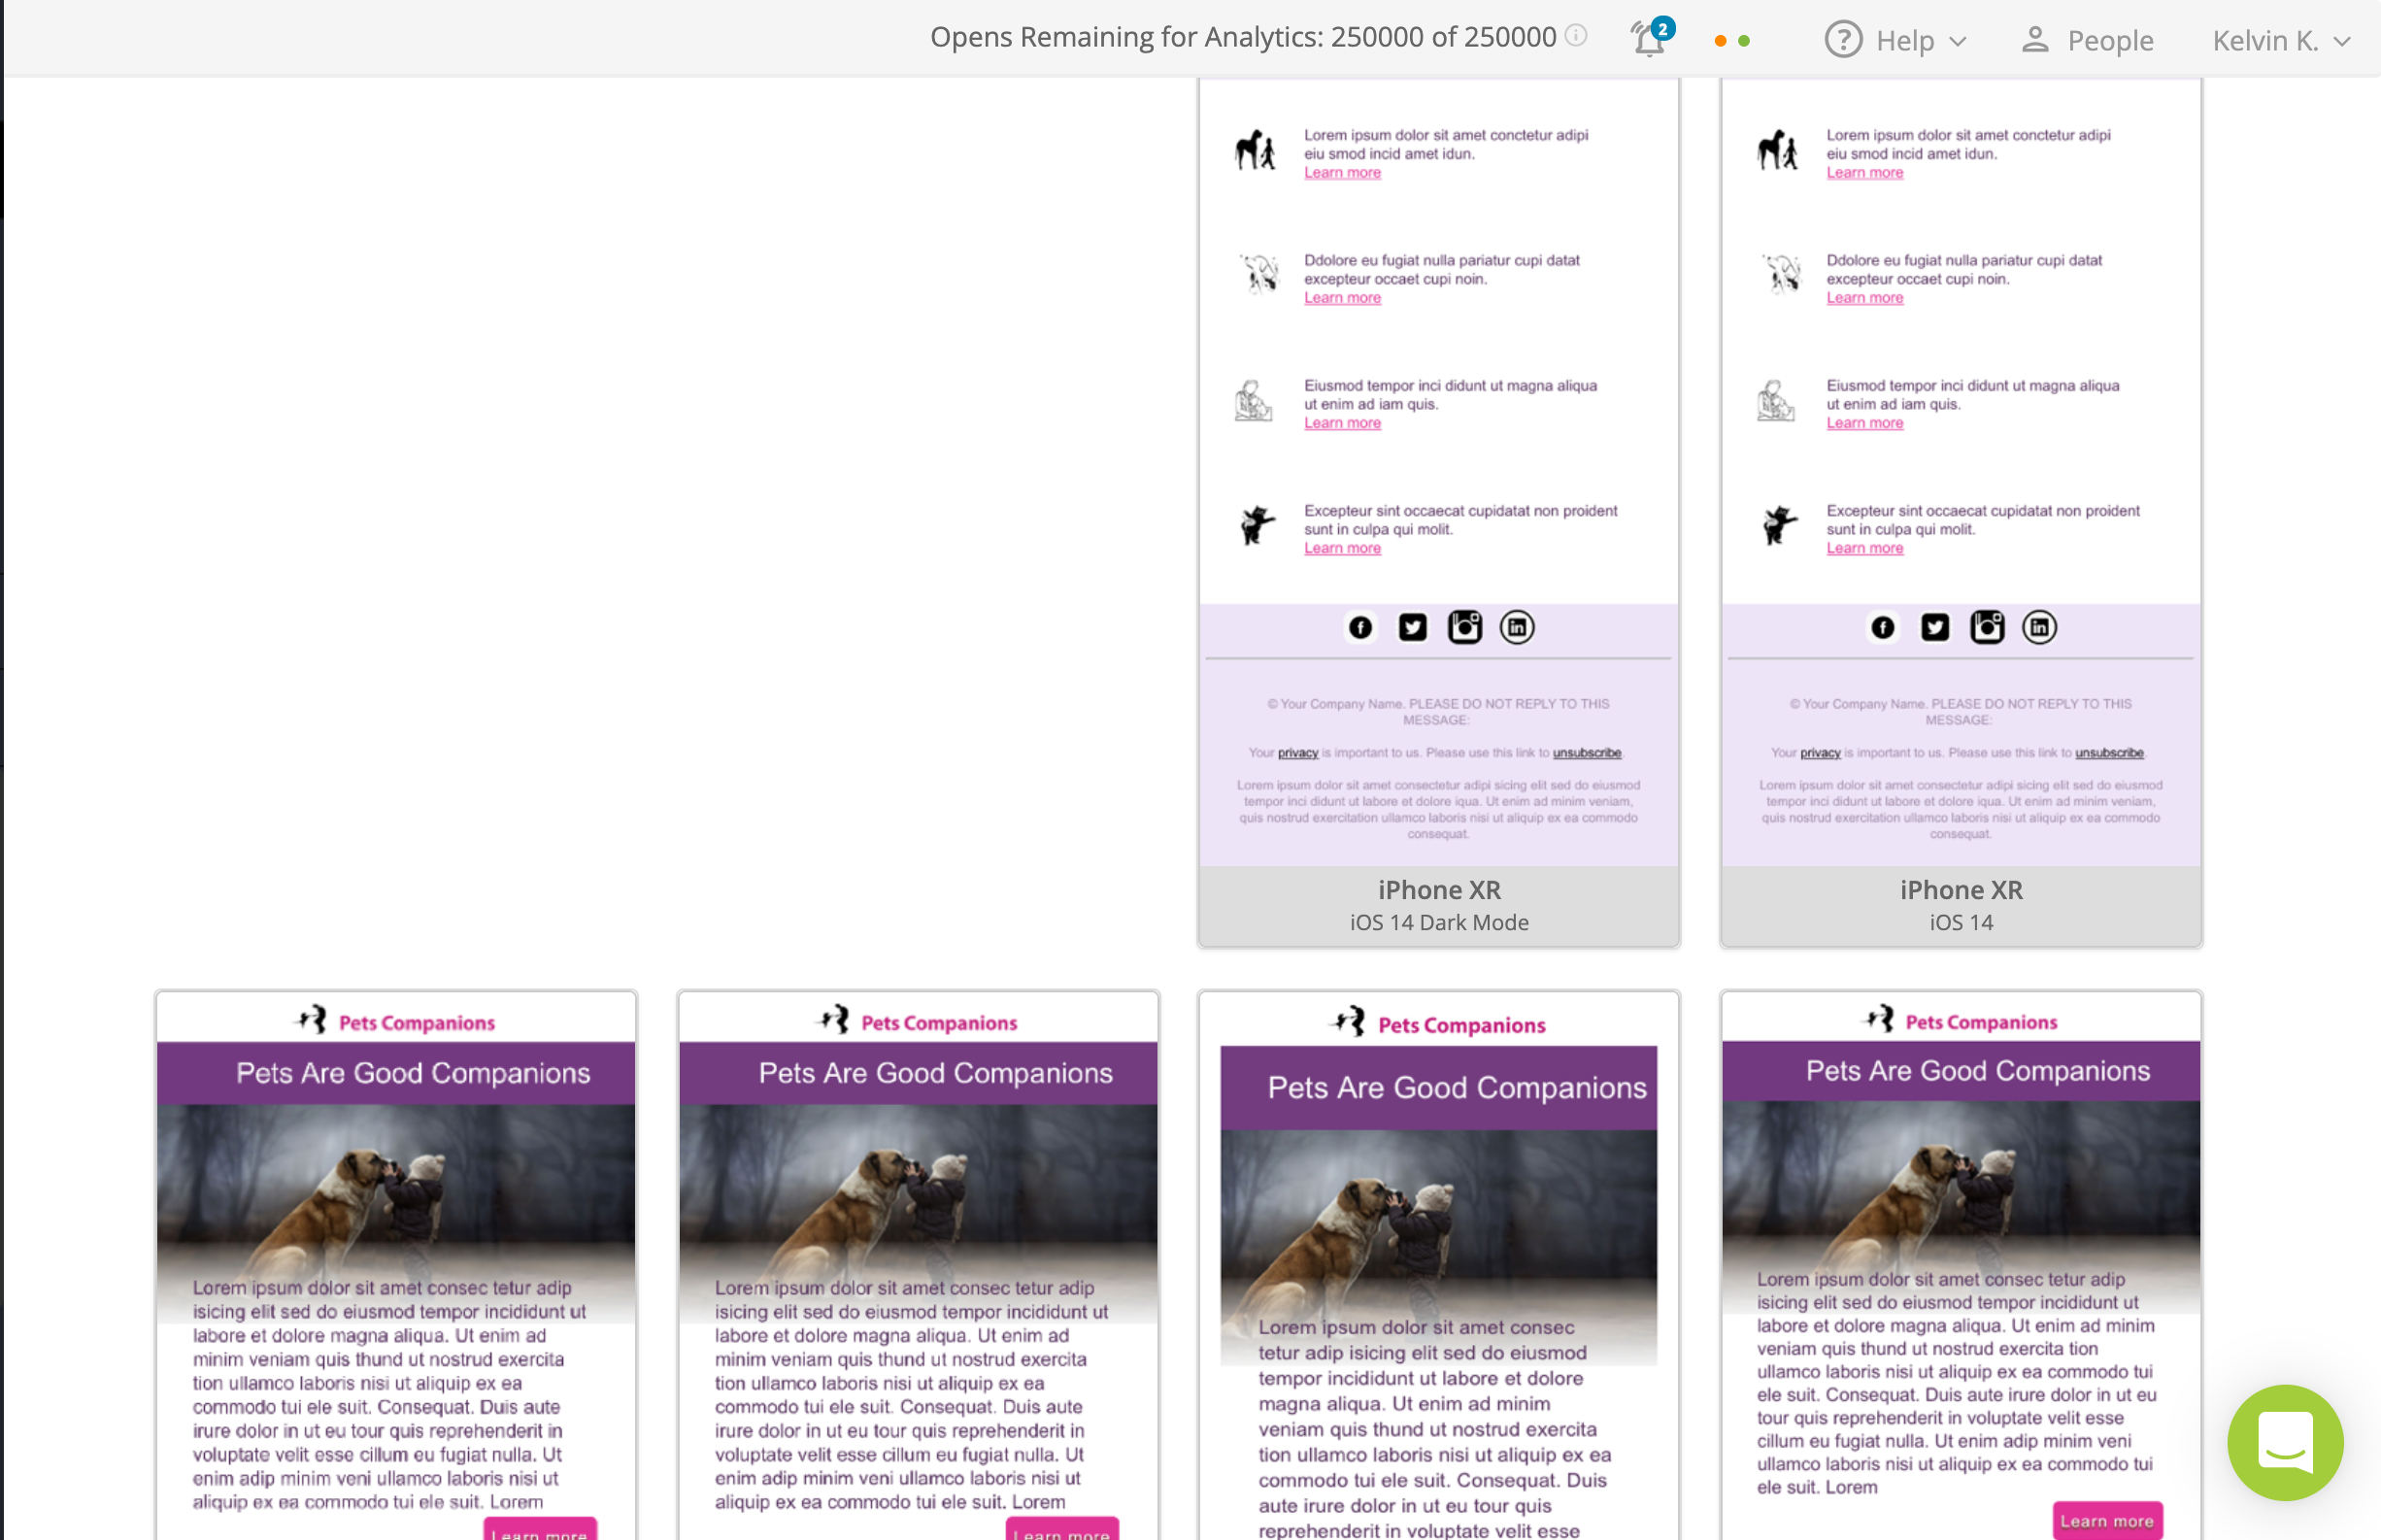 Opens Remaining for Analytics: 250000 of 250000
2
Help
People
Kelvin K.
Lorem ipsum dolor sit amet conctetur adipi
eiu smod incid amet idun.
Learn more
Ddolore eu fugiat nulla pariatur cupi datat
excepteur occaet cupi noin.
Learn more
Eiusmod tempor inci didunt ut magna aliqua
ut enim ad iam quis.
Learn more
Excepteur sint occaecat cupidatat non proident
sunt in culpa qui molit.
Learn more
© Your Company Name. PLEASE DO NOT REPLY TO THIS
MESSAGE:
Your privacy is important to us. Please use this link to unsubscribe.
Lorem ipsum dolor sit amet consectetur adipi sicing elit sed do eiusmod
tempor inci didunt ut labore et dolore iqua. Ut enim ad minim veniam,
quis nostrud exercitation ullamco laboris nisi ut aliquip ex ea commodo
consequat.
iPhone XR
iOS 14 Dark Mode
Lorem ipsum dolor sit amet conctetur adipi
eiu smod incid amet idun.
Learn more
Ddolore eu fugiat nulla pariatur cupi datat
excepteur occaet cupi noin.
Learn more
Eiusmod tempor inci didunt ut magna aliqua
ut enim ad iam quis.
Learn more
Excepteur sint occaecat cupidatat non proident
sunt in culpa qui molit.
Learn more
© Your Company Name. PLEASE DO NOT REPLY TO THIS
MESSAGE:
Your privacy is important to us. Please use this link to unsubscribe.
Lorem ipsum dolor sit amet consectetur adipi sicing elit sed do eiusmod
tempor inci didunt ut labore et dolore iqua. Ut enim ad minim veniam,
quis nostrud exercitation ullamco laboris nisi ut aliquip ex ea commodo
consequat.
iPhone XR
iOS 14
Pets Companions
Pets Are Good Companions
Lorem ipsum dolor sit amet consec tetur adip
isicing elit sed do eiusmod tempor incididunt ut
labore et dolore magna aliqua. Ut enim ad
minim veniam quis thund ut nostrud exercita
tion ullamco laboris nisi ut aliquip ex ea
commodo tui ele suit. Consequat. Duis aute
irure dolor in ut eu tour quis reprehenderit in
voluptate velit esse cillum eu fugiat nulla. Ut
enim adip minim veni ullamco laboris nisi ut
aliquip ex ea commodo tui ele suit. Lorem
Learn more
Pets Companions
Pets Are Good Companions
Lorem ipsum dolor sit amet consec tetur adip
isicing elit sed do eiusmod tempor incididunt ut
labore et dolore magna aliqua. Ut enim ad
minim veniam quis thund ut nostrud exercita
tion ullamco laboris nisi ut aliquip ex ea
commodo tui ele suit. Consequat. Duis aute
irure dolor in ut eu tour quis reprehenderit in
voluptate velit esse cillum eu fugiat nulla. Ut
enim adip minim veni ullamco laboris nisi ut
aliquip ex ea commodo tui ele suit. Lorem
Learn more
Pets Companions
Pets Are Good Companions
Lorem ipsum dolor sit amet consec
tetur adip isicing elit sed do eiusmod
tempor incididunt ut labore et dolore
magna aliqua. Ut enim ad minim
veniam quis thund ut nostrud exercita
tion ullamco laboris nisi ut aliquip ex ea
commodo tui ele suit. Consequat. Duis
aute irure dolor in ut eu tour quis
reprehenderit in voluptate velit esse
Pets Companions
Pets Are Good Companions
Lorem ipsum dolor sit amet consec tetur adip
isicing elit sed do eiusmod tempor incididunt ut
labore et dolore magna aliqua. Ut enim ad minim
veniam quis thund ut nostrud exercita tion
ullamco laboris nisi ut aliquip ex ea commodo tui
ele suit. Consequat. Duis aute irure dolor in ut eu
tour quis reprehenderit in voluptate velit esse
cillum eu fugiat nulla. Ut enim adip minim veni
ullamco laboris nisi ut aliquip ex ea commodo tui
ele suit. Lorem
Learn more